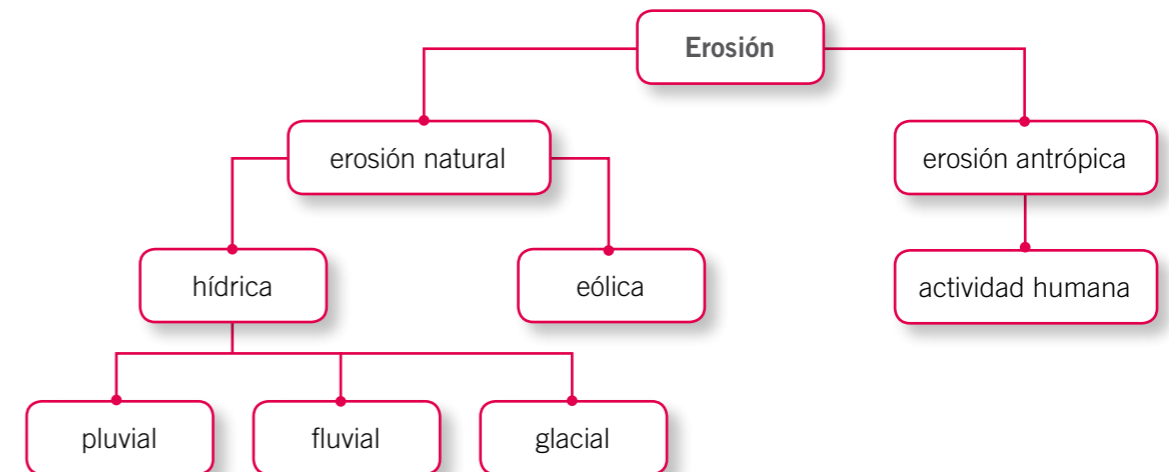 Erosión
erosión natural
erosión antrópica
hídrica
eólica
actividad humana
pluvial
fluvial
glacial